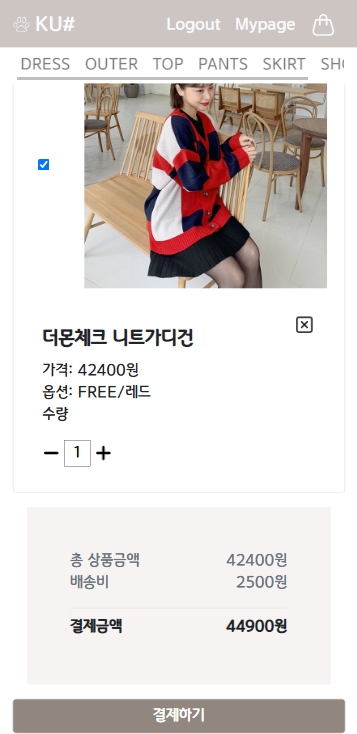 KU# Logout Mypage
DRESS OUTER TOP PANTS SKIRT SHO
더몬체크 니트가디건
가격: 42400원
옵션: FREE/레드
수량
1
총 상품금액 42400원
배송비 2500원
결제금액 44900원
결제하기